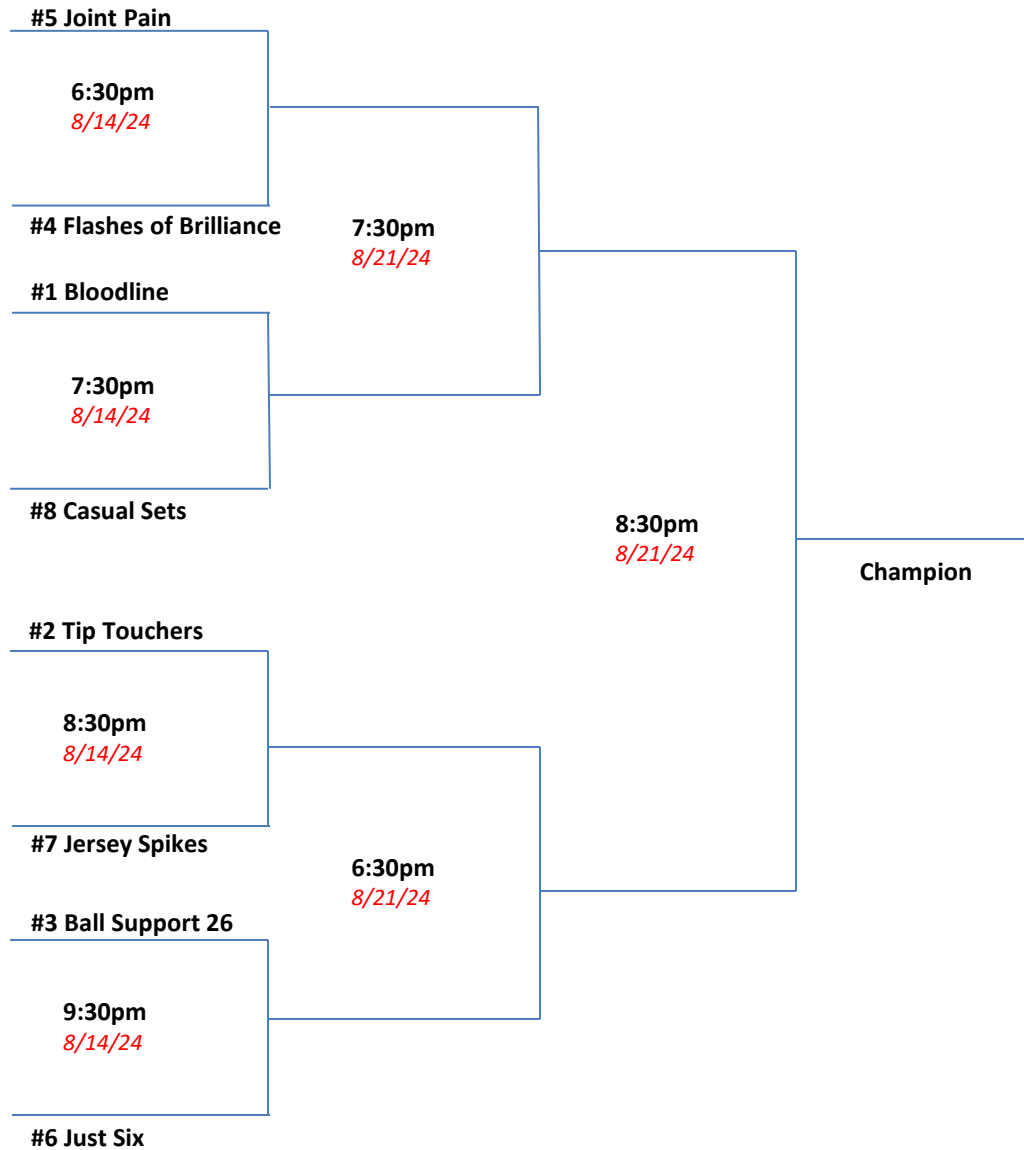 #5 Joint Pain
6:30pm
8/14/24
#4 Flashes of Brilliance
7:30pm
8/21/24
#1 Bloodline
7:30pm
8/14/24
#8 Casual Sets
8:30pm
8/21/24
Champion
#2 Tip Touchers
8:30pm
8/14/24
#7 Jersey Spikes
6:30pm
8/21/24
#3 Ball Support 26
9:30pm
8/14/24
#6 Just Six